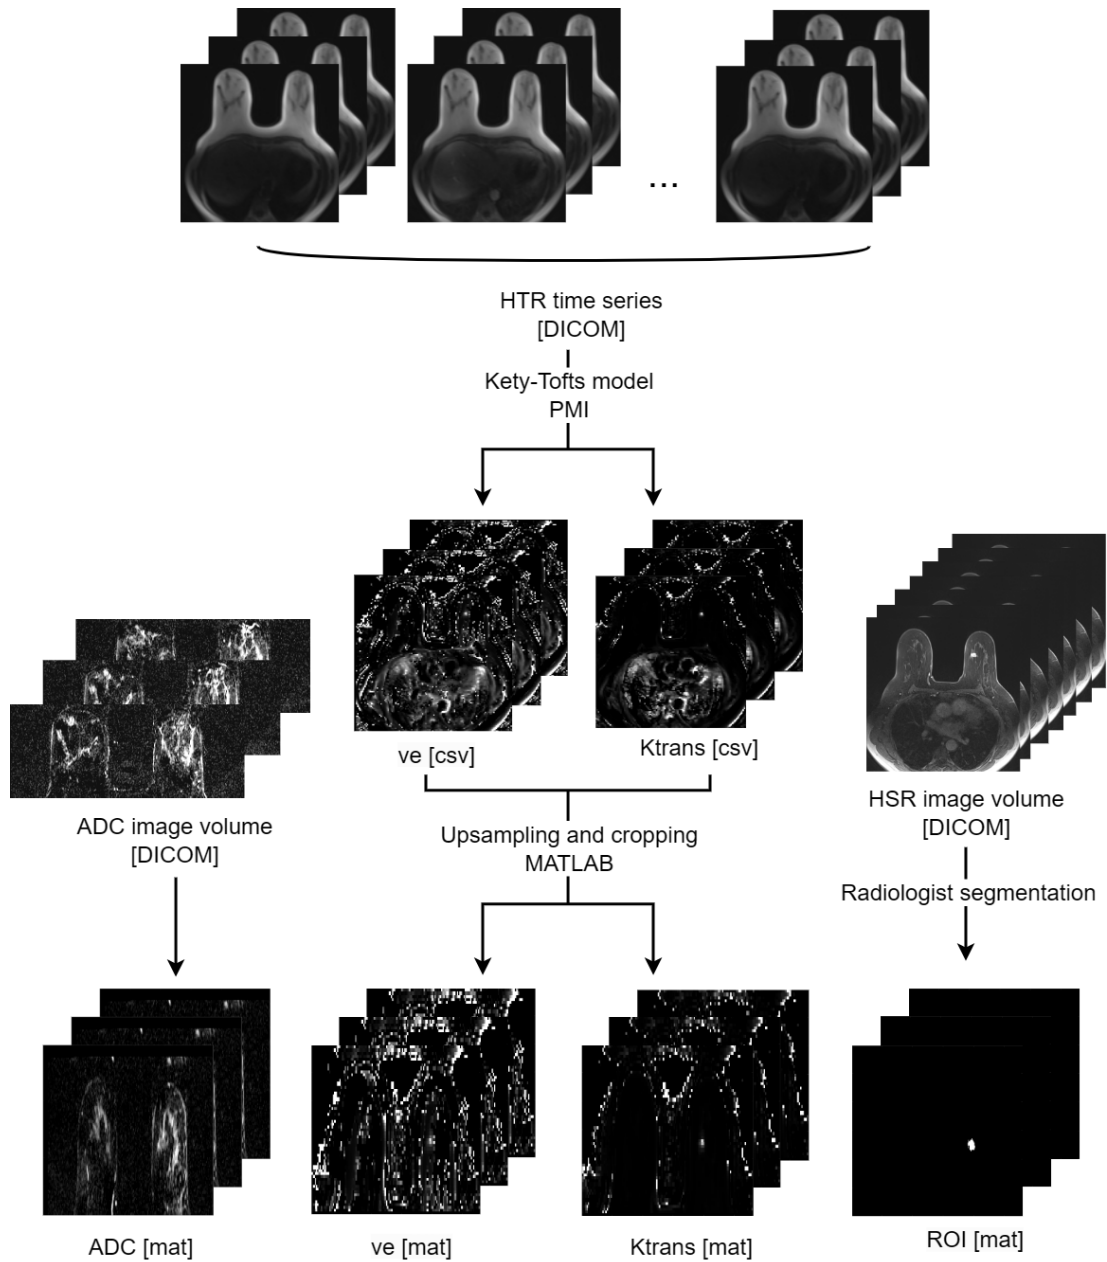 ...
HTR time series
[DICOM]
Kety-Tofts model
PMI
ve [csv]
Ktrans [csv]
ADC image volume
[DICOM]
Upsampling and cropping
MATLAB
HSR image volume
[DICOM]
Radiologist segmentation
ADC [mat]
ve [mat]
Ktrans [mat]
ROI [mat]